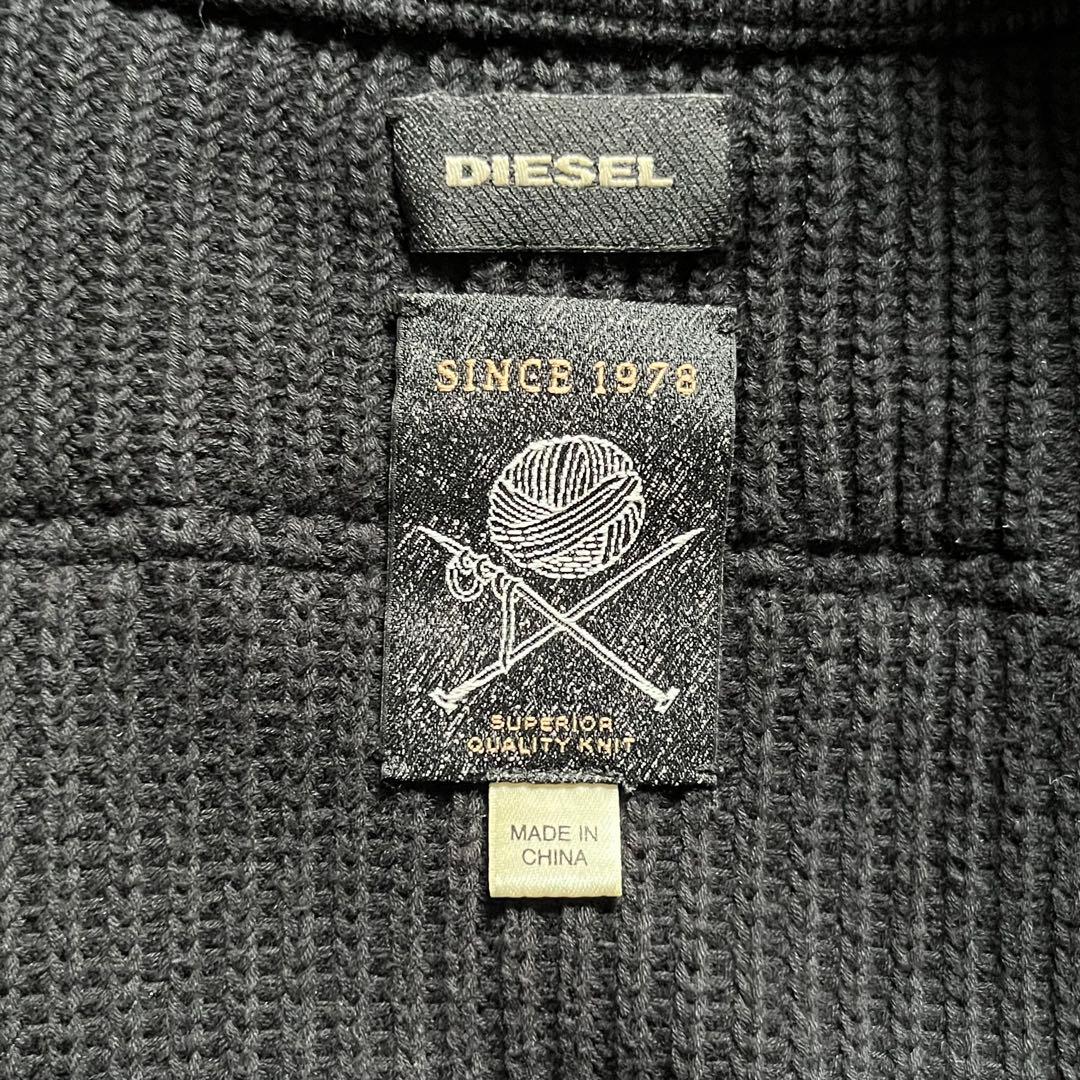 DIESEL
SINCE 1978
SUPERIOR
QUALITY KNIT
MADE IN
CHINA